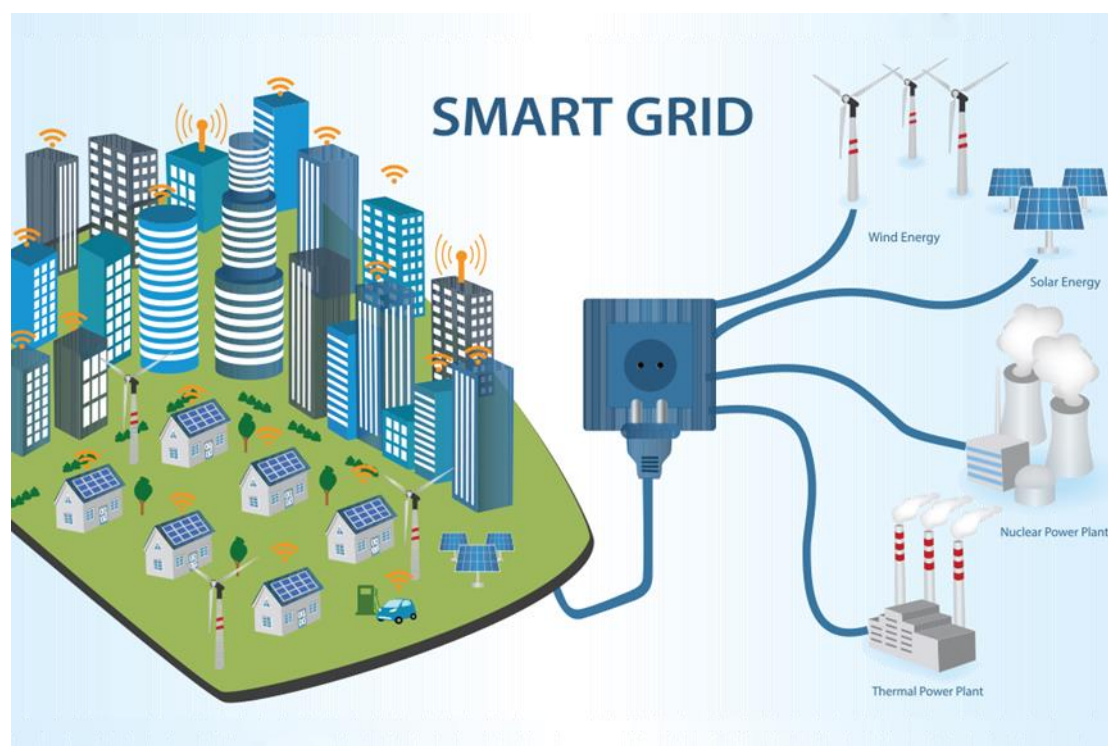 SMART GRID
Wind Energy
Solar Energy
Nuclear Power Plant
Thermal Power Plant